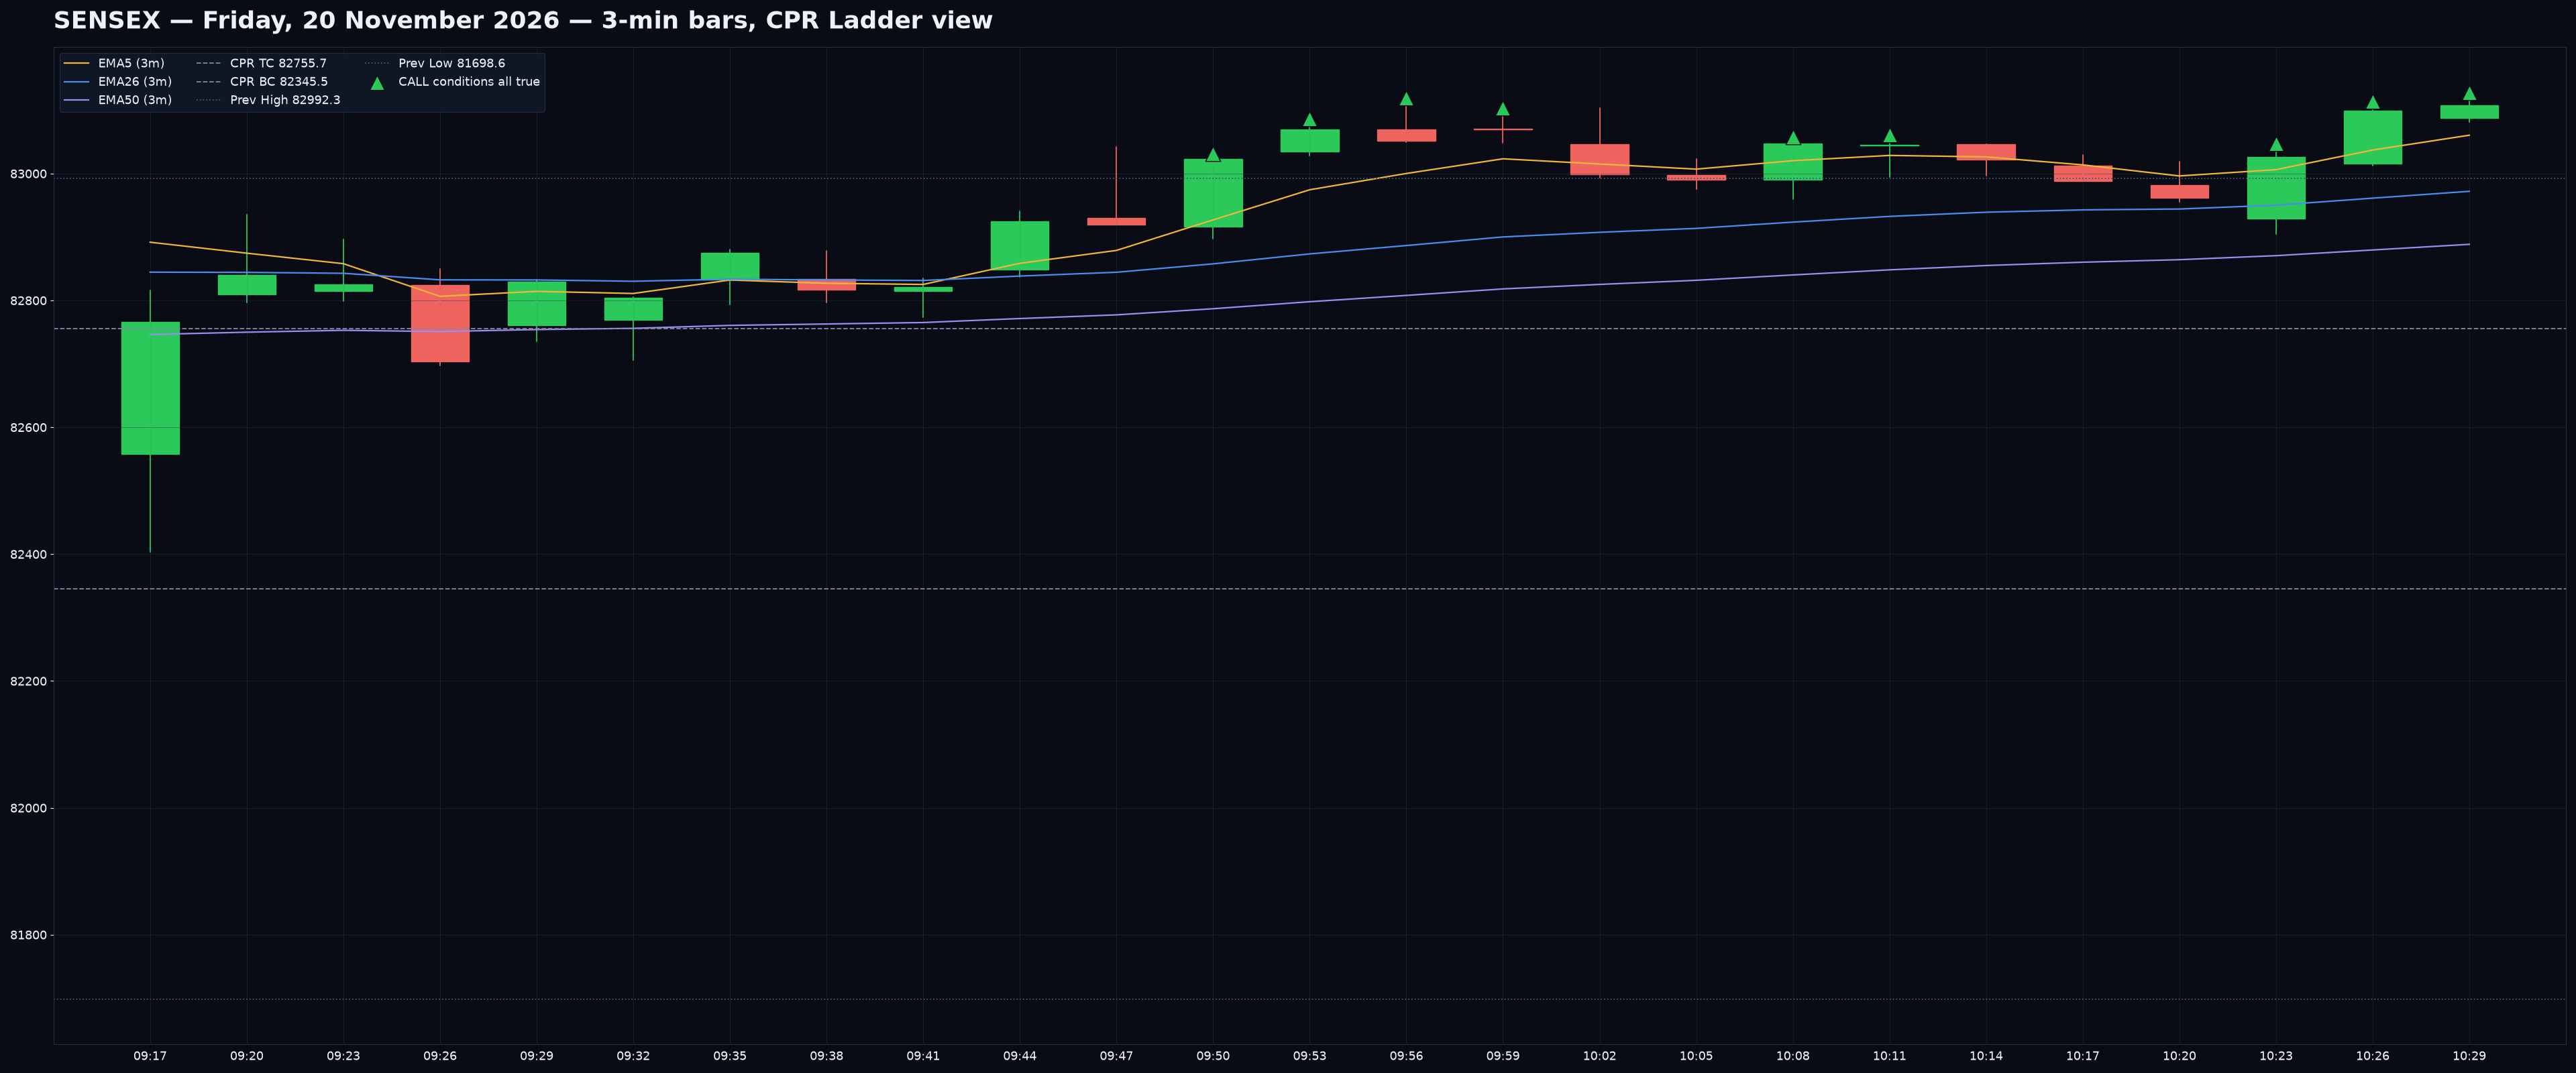 SENSEX — Friday, 20 November 2026 — 3-min bars, CPR Ladder view
EMA5 (3m)
EMA26 (3m)
EMA50 (3m)
CPR TC 82755.7
CPR BC 82345.5
Prev High 82992.3
Prev Low 81698.6
CALL conditions all true
83000
82800
82600
82400
82200
82000
81800
09:17 09:20 09:23 09:26 09:29 09:32 09:35 09:38 09:41 09:44 09:47 09:50 09:53 09:56 09:59 10:02 10:05 10:08 10:11 10:14 10:17 10:20 10:23 10:26 10:29